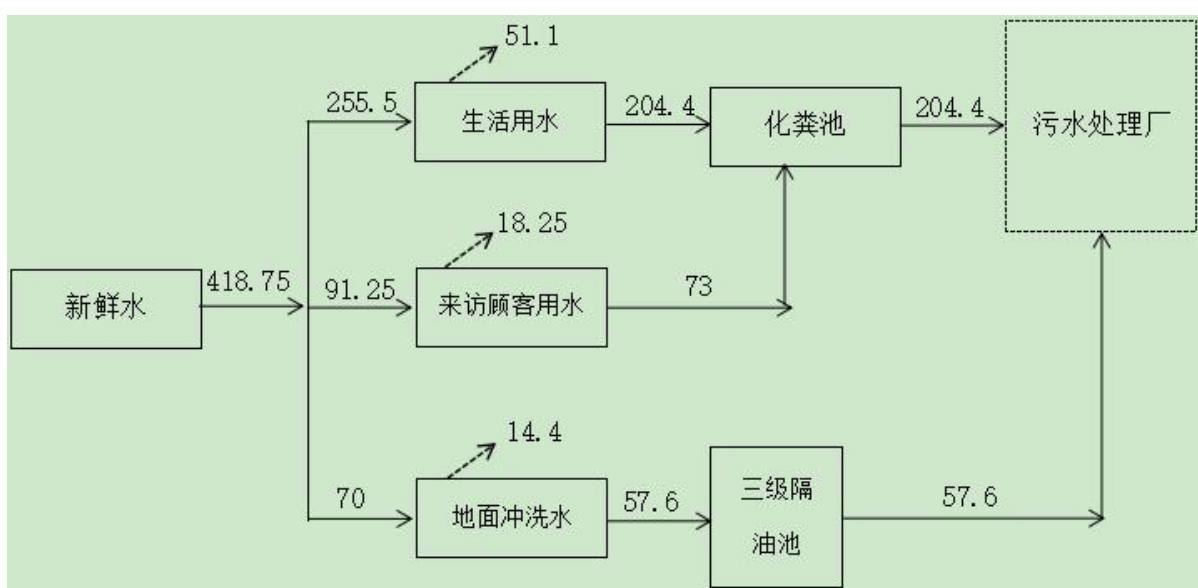 51.1
255.5
生活用水
204.4
化粪池
204.4
污水处理厂
18.25
新鲜水
418.75
91.25
来访顾客用水
73
14.4
70
地面冲洗水
57.6
三级隔
油池
57.6